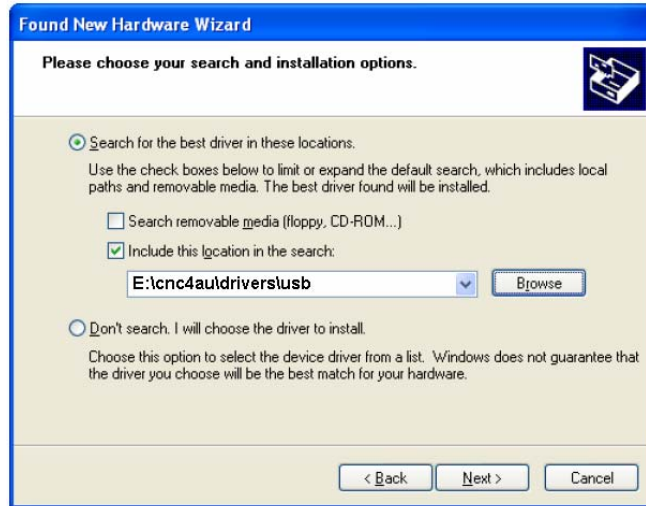 Found New Hardware Wizard
Please choose your search and installation options.
Search for the best driver in these locations.
Use the check boxes below to limit or expand the default search, which includes local
paths and removable media. The best driver found will be installed.
Search removable media (floppy, CD-ROM...)
Include this location in the search:
E:\cnc4au\drivers\usb
Browse
Don't search. I will choose the driver to install.
Choose this option to select the device driver from a list. Windows does not guarantee that
the driver you choose will be the best match for your hardware.
< Back Next > Cancel